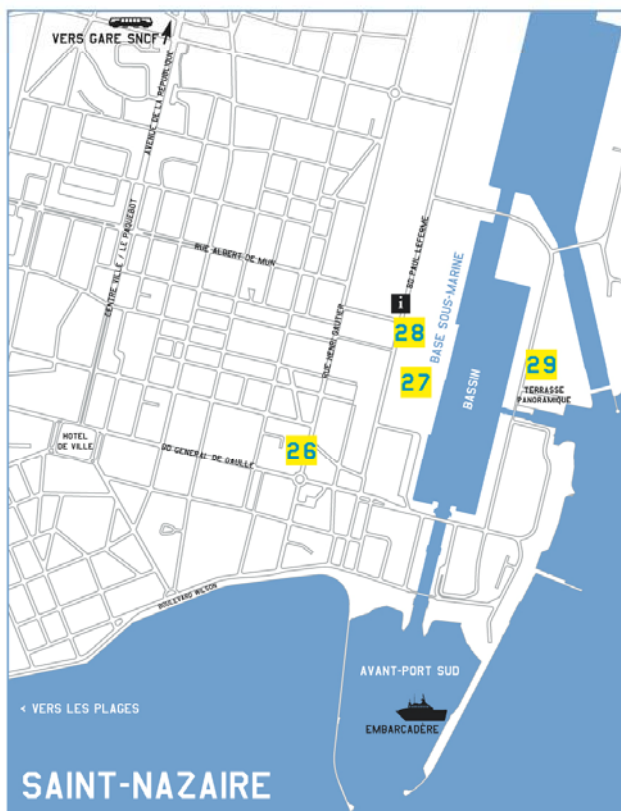 VERS GARE SNCF
AVENUE DE LA RÉPUBLIQUE
CENTRE VILLE / LE PAQUEBOT
RUE ALBERT DE MUN
BD PAUL LEFERME
BASE SOUS-MARINE
i
28
RUE HENRI GAUTIER
27
BASSIN
29
TERRASSE
PANORAMIQUE
HOTEL
DE VILLE
26
BD GENERAL DE GAULLE
BOULEVARD WILSON
AVANT-PORT SUD
< VERS LES PLAGES
EMBARCADÈRE
SAINT-NAZAIRE